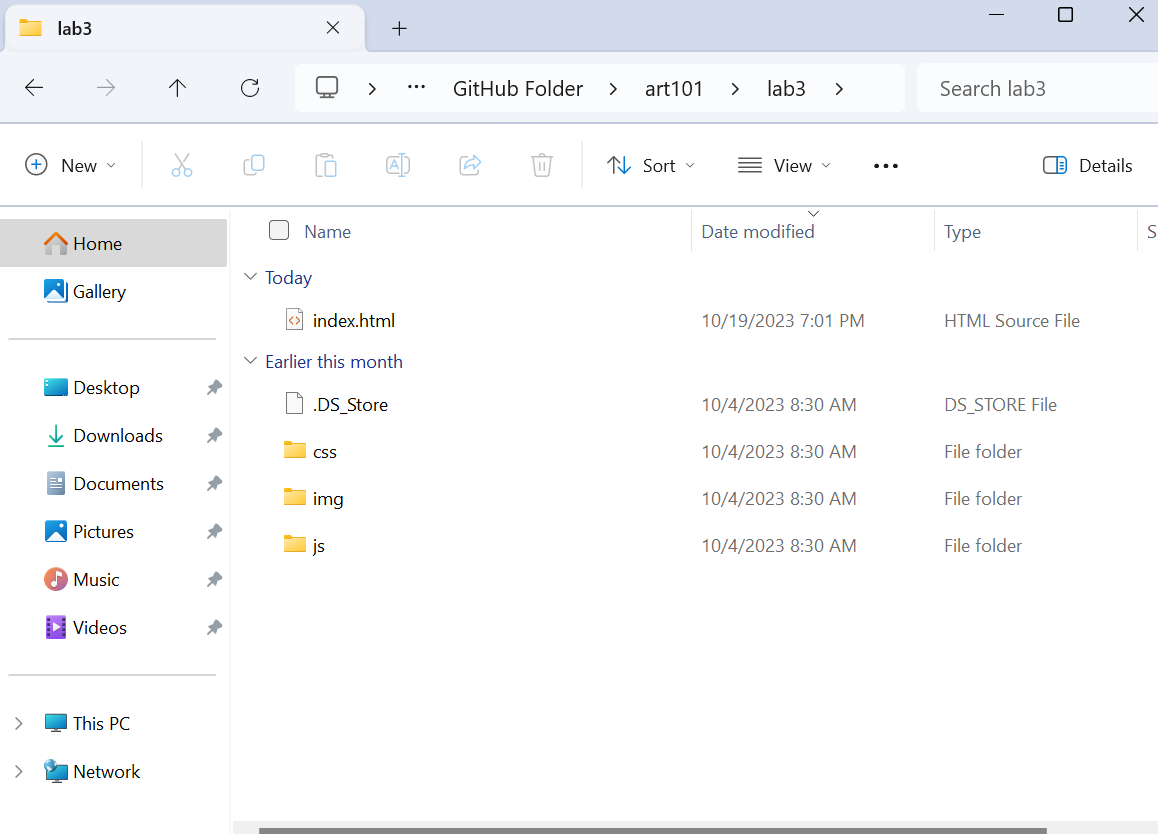 lab3
GitHub Folder art101 lab3 Search lab3
New Sort View Details
Name Date modified Type S
Home
Gallery
Desktop
Downloads
Documents
Pictures
Music
Videos
This PC
Network
Today
index.html 10/19/2023 7:01 PM HTML Source File
Earlier this month
.DS_Store 10/4/2023 8:30 AM DS_STORE File
css 10/4/2023 8:30 AM File folder
img 10/4/2023 8:30 AM File folder
js 10/4/2023 8:30 AM File folder